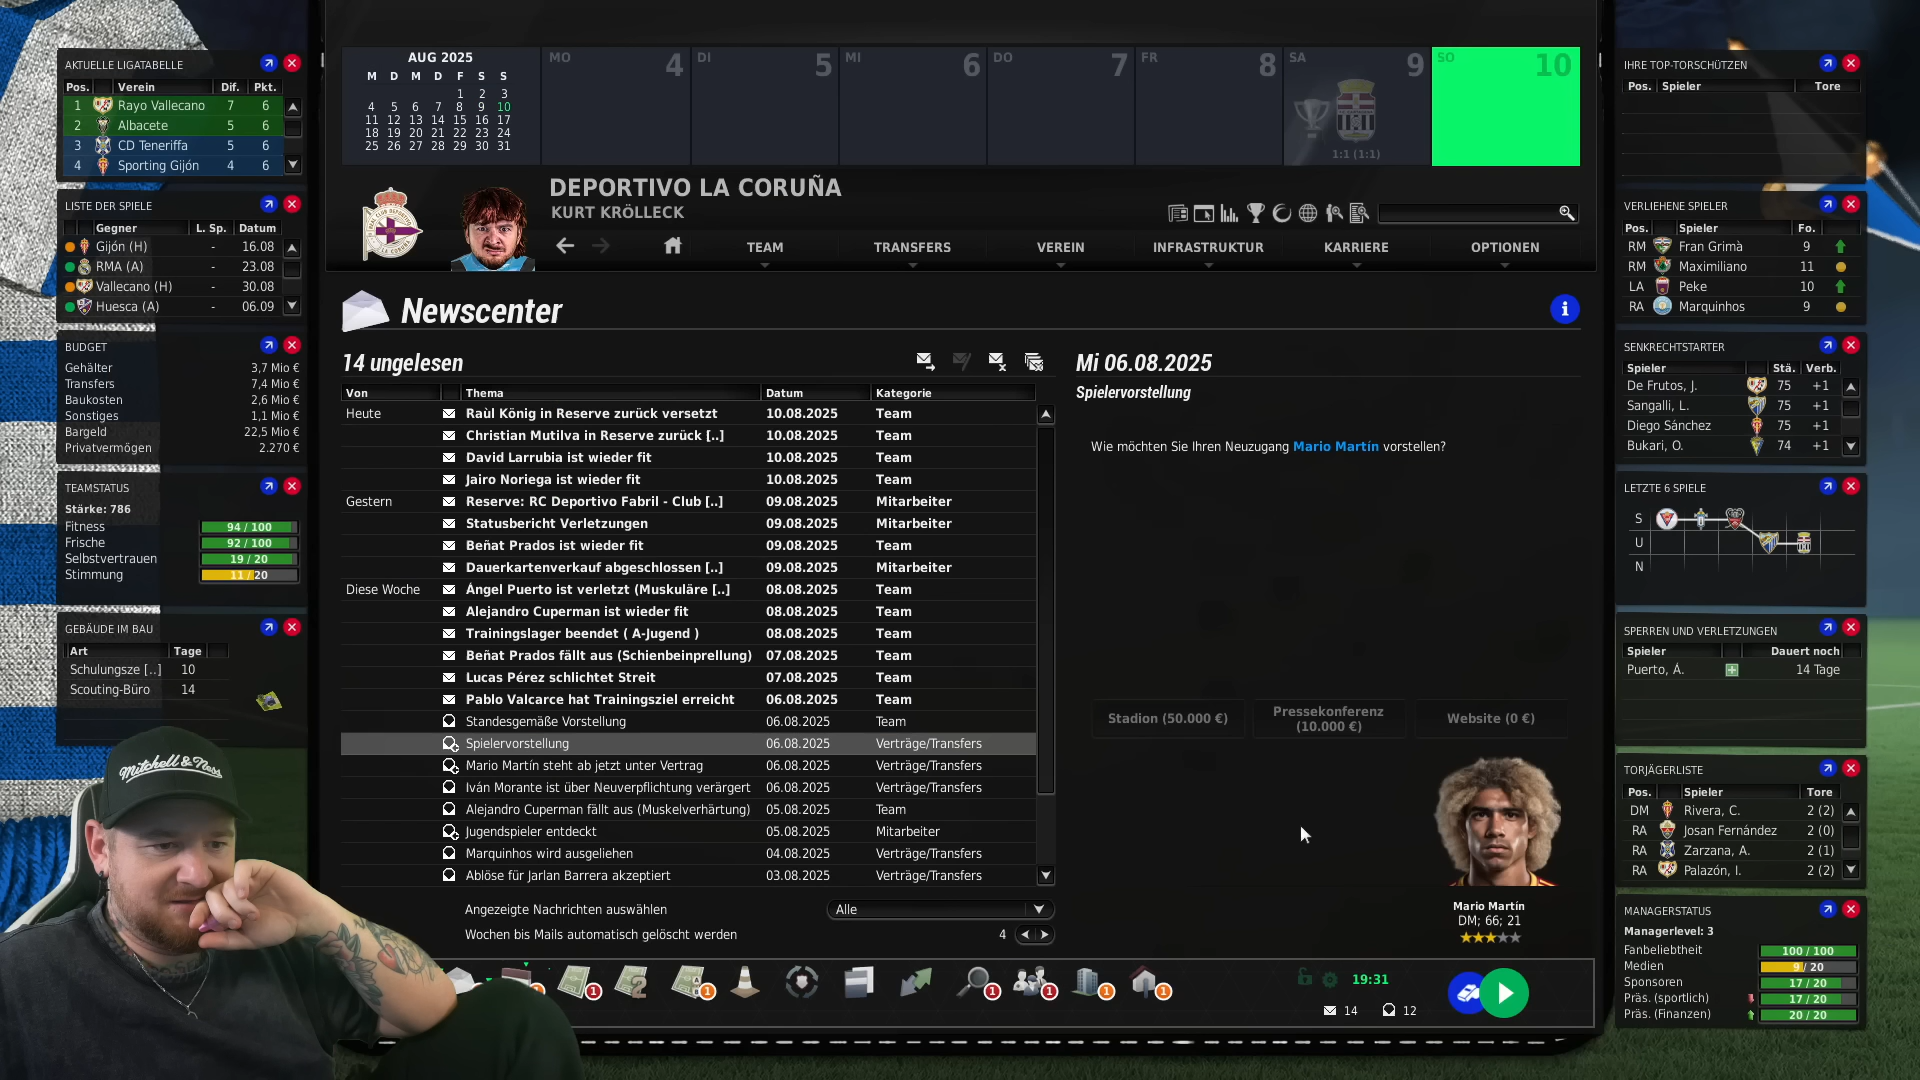 AKTUELLE LIGATABELLE
Pos. Verein Dif. Pkt.
1 Rayo Vallecano 7 6
2 Albacete 5 6
3 CD Teneriffa 5 6
4 Sporting Gijón 4 6
LISTE DER SPIELE
Gegner L. Sp. Datum
Gijón (H) - 16.08
RMA (A) - 23.08
Vallecano (H) - 30.08
Huesca (A) - 06.09
BUDGET
Gehälter 3,7 Mio €
Transfers 7,4 Mio €
Baukosten 2,6 Mio €
Sonstiges 1,1 Mio €
Bargeld 22,5 Mio €
Privatvermögen 2.270 €
TEAMSTATUS
Stärke: 786
Fitness 94 / 100
Frische 92 / 100
Selbstvertrauen 19 / 20
Stimmung 11 / 20
GEBÄUDE IM BAU
Art Tage
Schulungsze [..] 10
Scouting-Büro 14
Mitchell & Ness
AUG 2025
M D M D F S S
1 2 3
4 5 6 7 8 9 10
11 12 13 14 15 16 17
18 19 20 21 22 23 24
25 26 27 28 29 30 31
MO 4 DI 5 MI 6 DO 7 FR 8 SA 9 SO 10
1:1 (1:1)
DEPORTIVO LA CORUÑA
KURT KRÖLLECK
TEAM TRANSFERS VEREIN INFRASTRUKTUR KARRIERE OPTIONEN
Newscenter
14 ungelesen
Von Thema Datum Kategorie
Heute Raùl König in Reserve zurück versetzt 10.08.2025 Team
Christian Mutilva in Reserve zurück [..] 10.08.2025 Team
David Larrubia ist wieder fit 10.08.2025 Team
Jairo Noriega ist wieder fit 10.08.2025 Team
Gestern Reserve: RC Deportivo Fabril - Club [..] 09.08.2025 Mitarbeiter
Statusbericht Verletzungen 09.08.2025 Mitarbeiter
Beñat Prados ist wieder fit 09.08.2025 Team
Dauerkartenverkauf abgeschlossen [..] 09.08.2025 Mitarbeiter
Diese Woche Ángel Puerto ist verletzt (Muskuläre [..] 08.08.2025 Team
Alejandro Cuperman ist wieder fit 08.08.2025 Team
Trainingslager beendet ( A-Jugend ) 08.08.2025 Team
Beñat Prados fällt aus (Schienbeinprellung) 07.08.2025 Team
Lucas Pérez schlichtet Streit 07.08.2025 Team
Pablo Valcarce hat Trainingsziel erreicht 06.08.2025 Team
Standesgemäße Vorstellung 06.08.2025 Team
Spielervorstellung 06.08.2025 Verträge/Transfers
Mario Martín steht ab jetzt unter Vertrag 06.08.2025 Verträge/Transfers
Iván Morante ist über Neuverpflichtung verärgert 06.08.2025 Verträge/Transfers
Alejandro Cuperman fällt aus (Muskelverhärtung) 05.08.2025 Team
Jugendspieler entdeckt 05.08.2025 Mitarbeiter
Marquinhos wird ausgeliehen 04.08.2025 Verträge/Transfers
Ablöse für Jarlan Barrera akzeptiert 03.08.2025 Verträge/Transfers
Angezeigte Nachrichten auswählen Alle
Wochen bis Mails automatisch gelöscht werden 4
Mi 06.08.2025
Spielervorstellung
Wie möchten Sie Ihren Neuzugang Mario Martín vorstellen?
Stadion (50.000 €) Pressekonferenz (10.000 €) Website (0 €)
Mario Martín
DM; 66; 21
2 8 1 1 1 1 1 1
19:31
14 12
IHRE TOP-TORSCHÜTZEN
Pos. Spieler Tore
VERLIEHENE SPIELER
Pos. Spieler Fo.
RM Fran Grimà 9
RM Maximiliano 11
LA Peke 10
RA Marquinhos 9
SENKRECHTSTARTER
Spieler Stä. Verb.
De Frutos, J. 75 +1
Sangalli, L. 75 +1
Diego Sánchez 75 +1
Bukari, O. 74 +1
LETZTE 6 SPIELE
S
U
N
SPERREN UND VERLETZUNGEN
Spieler Dauert noch
Puerto, Á. 14 Tage
TORJÄGERLISTE
Pos. Spieler Tore
DM Rivera, C. 2 (2)
RA Josan Fernández 2 (0)
RA Zarzana, A. 2 (1)
RA Palazón, I. 2 (2)
MANAGERSTATUS
Managerlevel: 3
Fanbeliebtheit 100 / 100
Medien 9 / 20
Sponsoren 17 / 20
Präs. (sportlich) 17 / 20
Präs. (Finanzen) 20 / 20